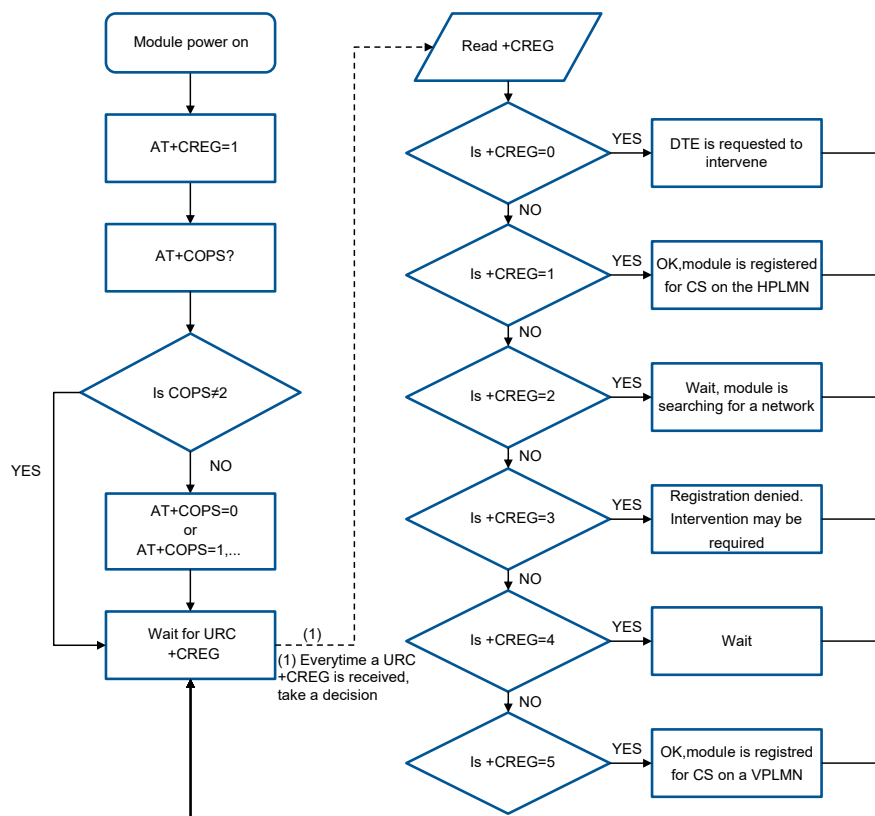 Module power on
AT+CREG=1
AT+COPS?
Is COPS≠2
YES
NO
AT+COPS=0
or
AT+COPS=1,...
Wait for URC
+CREG
(1)
(1) Everytime a URC
+CREG is received,
take a decision
Read +CREG
Is +CREG=0
YES
DTE is requested to
intervene
NO
Is +CREG=1
YES
OK,module is registered
for CS on the HPLMN
NO
Is +CREG=2
YES
Wait, module is
searching for a network
NO
Is +CREG=3
YES
Registration denied.
Intervention may be
required
NO
Is +CREG=4
YES
Wait
NO
Is +CREG=5
YES
OK,module is registred
for CS on a VPLMN